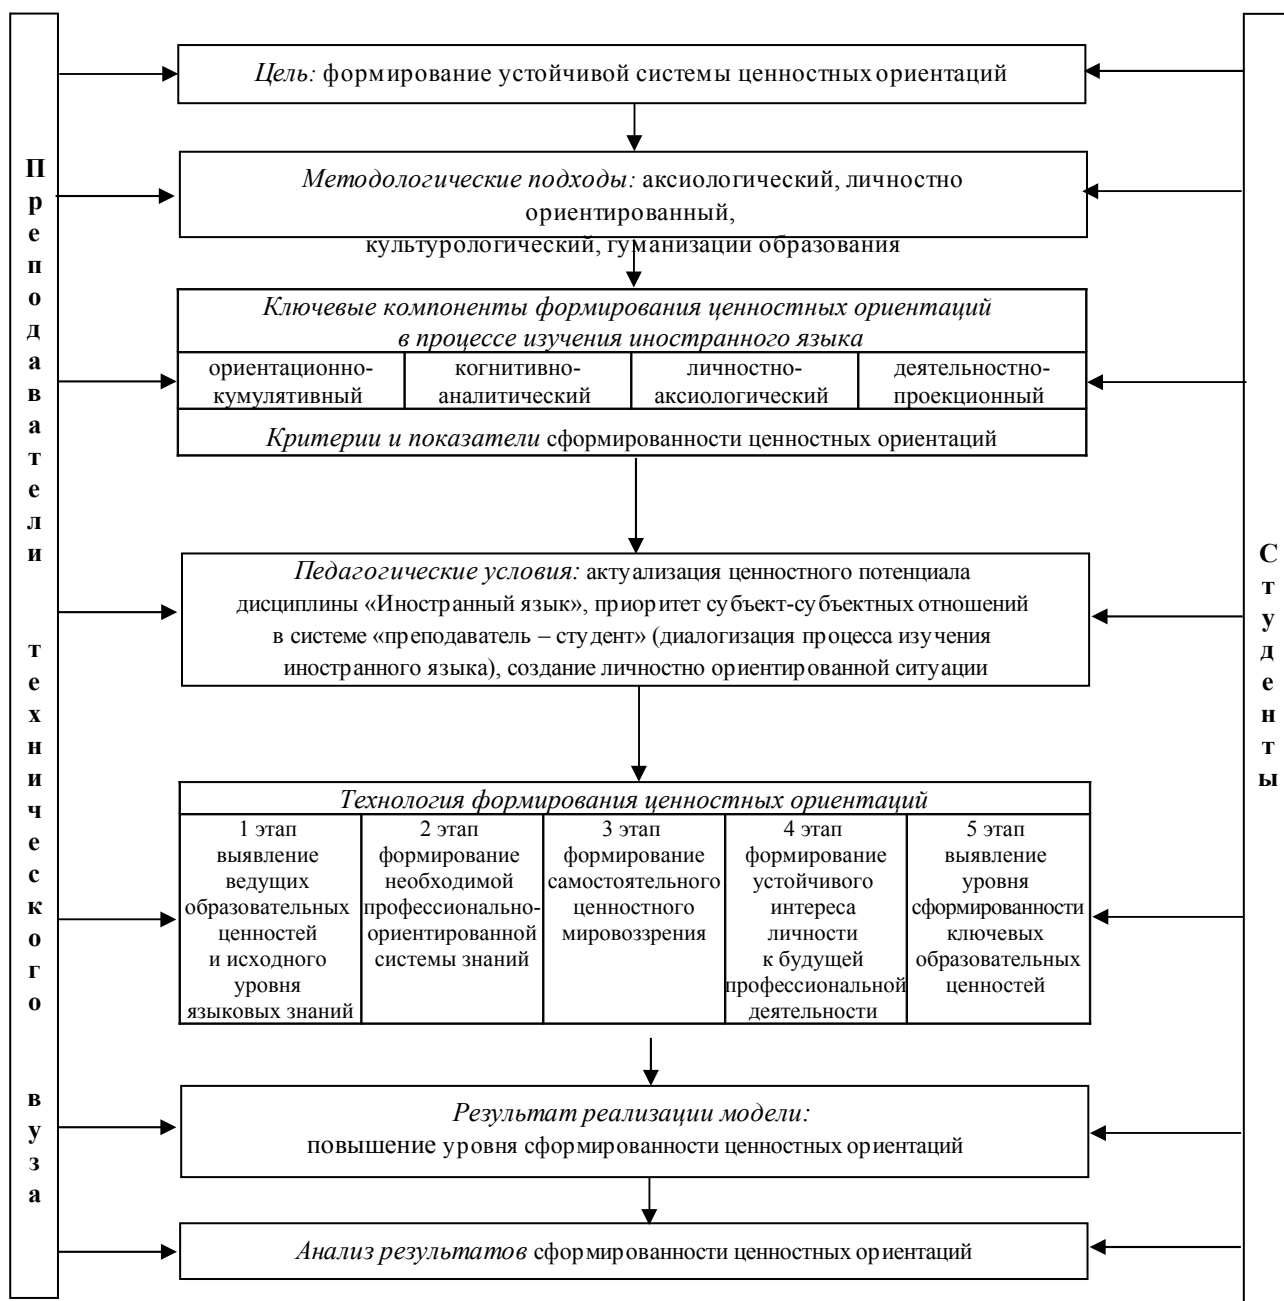 Преподаватели технического вуза
Цель: формирование устойчивой системы ценностных ориентаций
Методологические подходы: аксиологический, личностно
ориентированный,
культурологический, гуманизации образования
Ключевые компоненты формирования ценностных ориентаций
в процессе изучения иностранного языка
ориентационно-
кумулятивный
когнитивно-
аналитический
личностно-
аксиологический
деятельностно-
проекционный
Критерии и показатели сформированности ценностных ориентаций
Педагогические условия: актуализация ценностного потенциала
дисциплины «Иностранный язык», приоритет субъект-субъектных отношений
в системе «преподаватель – студент» (диалогизация процесса изучения
иностранного языка), создание личностно ориентированной ситуации
Технология формирования ценностных ориентаций
1 этап
выявление
ведущих
образовательных
ценностей
и исходного
уровня
языковых знаний
2 этап
формирование
необходимой
профессионально-
ориентированной
системы знаний
3 этап
формирование
самостоятельного
ценностного
мировоззрения
4 этап
формирование
устойчивого
интереса
личности
к будущей
профессиональной
деятельности
5 этап
выявление
уровня
сформированности
ключевых
образовательных
ценностей
Результат реализации модели:
повышение уровня сформированности ценностных ориентаций
Анализ результатов сформированности ценностных ориентаций
Студенты